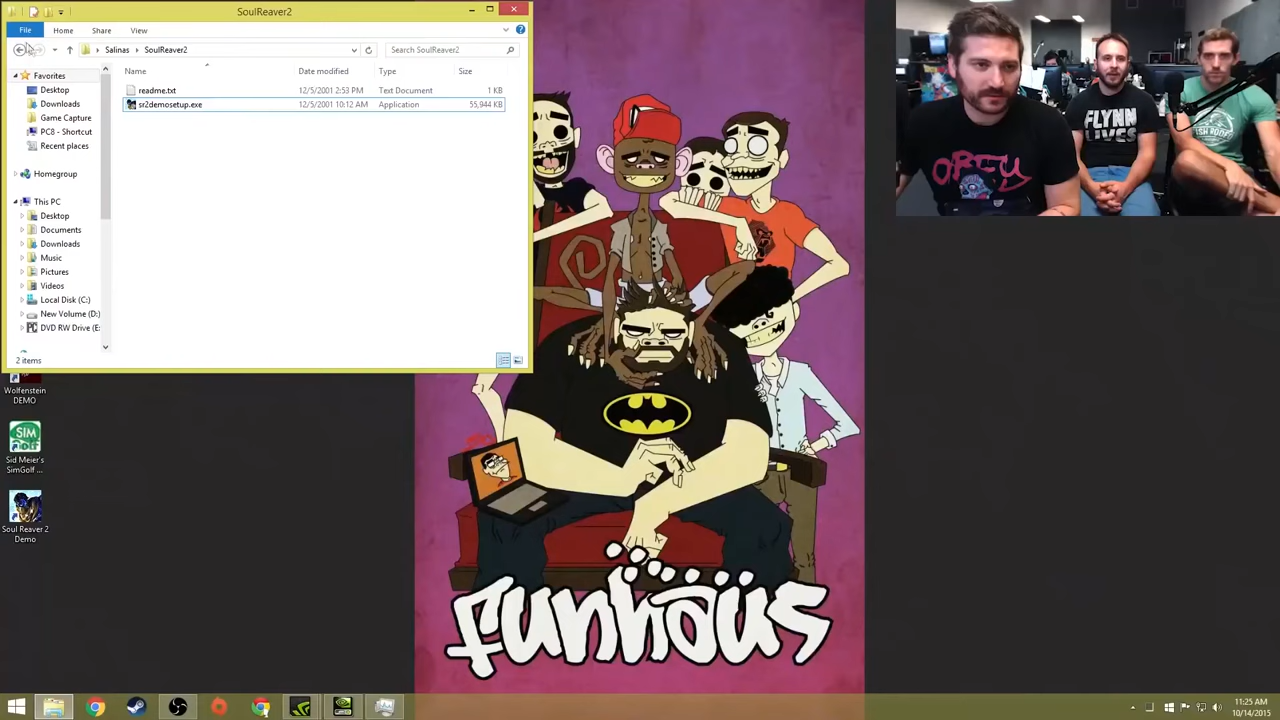 SoulReaver2
File
Home
Share
View
Salinas
SoulReaver2
Search SoulReaver2
Favorites
Desktop
Downloads
Game Capture
PC8 - Shortcut
Recent places
Homegroup
This PC
Desktop
Documents
Downloads
Music
Pictures
Videos
Local Disk (C:)
New Volume (D:)
DVD RW Drive (E:
Name
Date modified
Type
Size
readme.txt
12/5/2001 2:53 PM
Text Document
1 KB
sr2demosetup.exe
12/5/2001 10:12 AM
Application
55,944 KB
2 items
Wolfenstein
DEMO
SIM
Sid Meier's
SimGolf ...
Soul Reaver 2
Demo
OBEY
FLYNN
LIVES
funhaüs
11:25 AM
10/14/2015